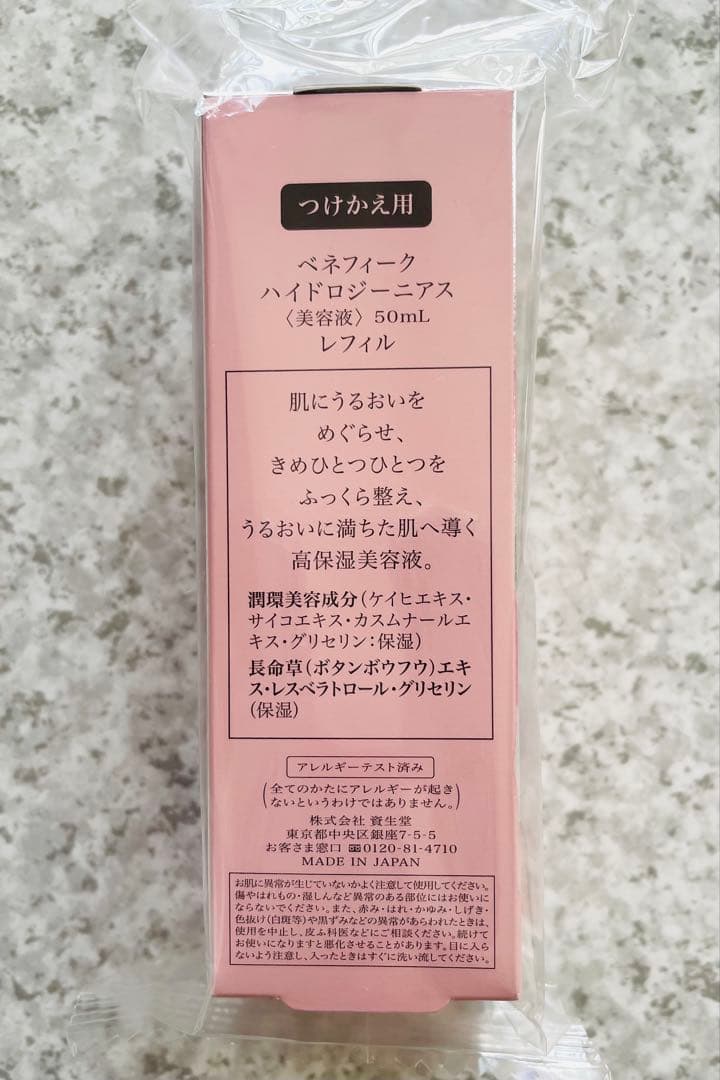 つけかえ用
ベネフィーク
ハイドロジーニアス
〈美容液〉50mL
レフィル
肌にうるおいを
めぐらせ、
きめひとつひとつを
ふっくら整え、
うるおいに満ちた肌へ導く
高保湿美容液。
潤環美容成分(ケイヒエキス・
サイコエキス・カスムナールエ
キス・グリセリン:保湿)
長命草(ボタンボウフウ)エキ
ス・レスベラトロール・グリセリン
(保湿)
アレルギーテスト済み
(全てのかたにアレルギーが起き
ないというわけではありません。)
株式会社 資生堂
東京都中央区銀座7-5-5
お客さま窓口 ☎0120-81-4710
MADE IN JAPAN
お肌に異常が生じていないかよく注意して使用してください。
傷やはれもの・湿しんなど異常のある部位にはお使いに
ならないでください。また、赤み・はれ・かゆみ・しげき・
色抜け(白斑等)や黒ずみなどの異常があらわれたときは、
使用を中止し、皮ふ科医などにご相談ください。続けて
お使いになりますと悪化させることがあります。目に入ら
ないよう注意し、入ったときはすぐに洗い流してください。